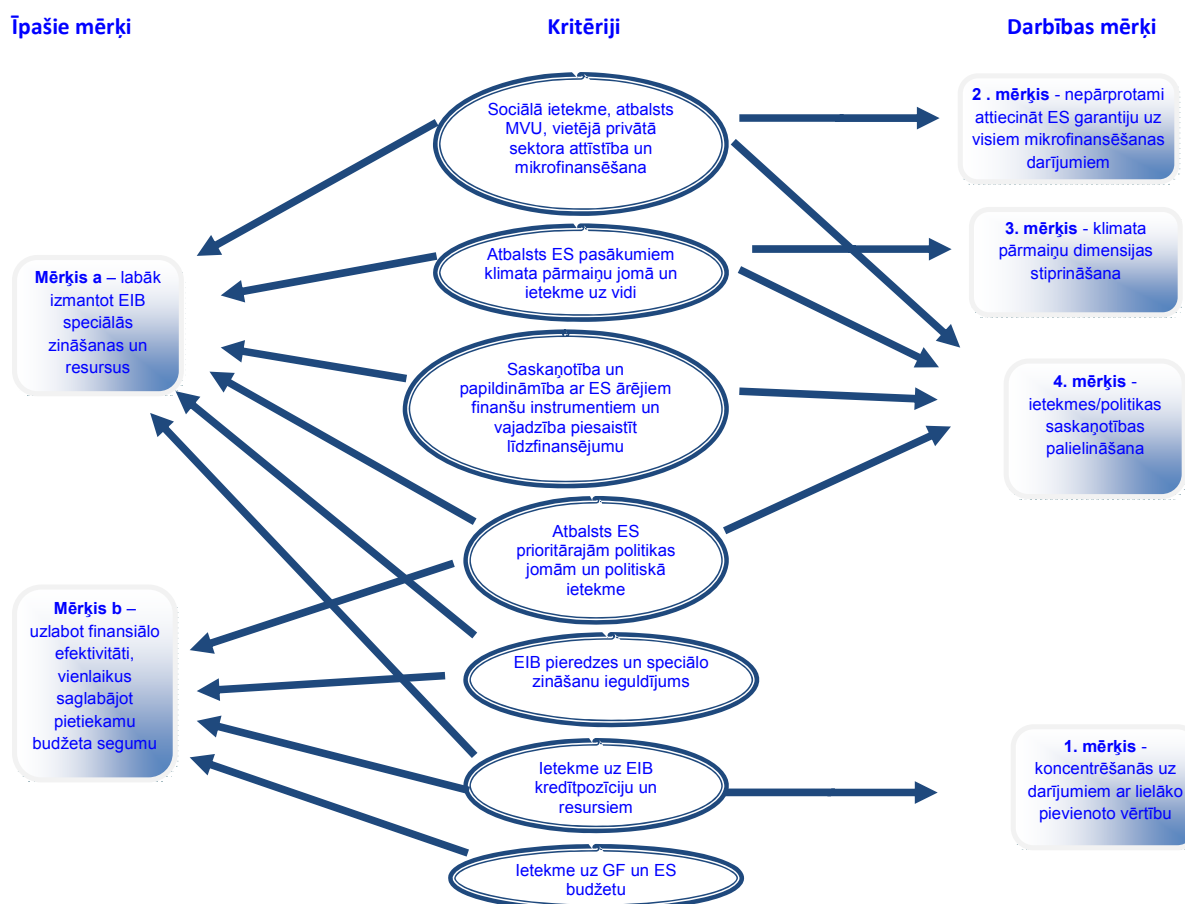 Īpašie mērķi
Kritēriji
Darbības mērķi
Sociālā ietekme, atbalsts
MVU, vietējā privātā
sektora attīstība un
mikrofinansēšana
2 . mērķis - nepārprotami
attiecināt ES garantiju uz
visiem mikrofinansēšanas
darījumiem
Atbalsts ES pasākumiem
klimata pārmaiņu jomā un
ietekme uz vidi
3. mērķis - klimata
pārmaiņu dimensijas
stiprināšana
Mērķis a – labāk
izmantot EIB
speciālās
zināšanas un
resursus
Saskaņotība un
papildināmība ar ES ārējiem
finanšu instrumentiem un
vajadzība piesaistīt
līdzfinansējumu
4. mērķis -
ietekmes/politikas
saskaņotības
palielināšana
Atbalsts ES
prioritārajām politikas
jomām un politiskā
ietekme
Mērķis b –
uzlabot finansiālo
efektivitāti,
vienlaikus
saglabājot
pietiekamu
budžeta segumu
EIB pieredzes un speciālo
zināšanu ieguldījums
Ietekme uz EIB
kredītpozīciju un
resursiem
1. mērķis -
koncentrēšanās uz
darījumiem ar lielāko
pievienoto vērtību
Ietekme uz GF un ES
budžetu